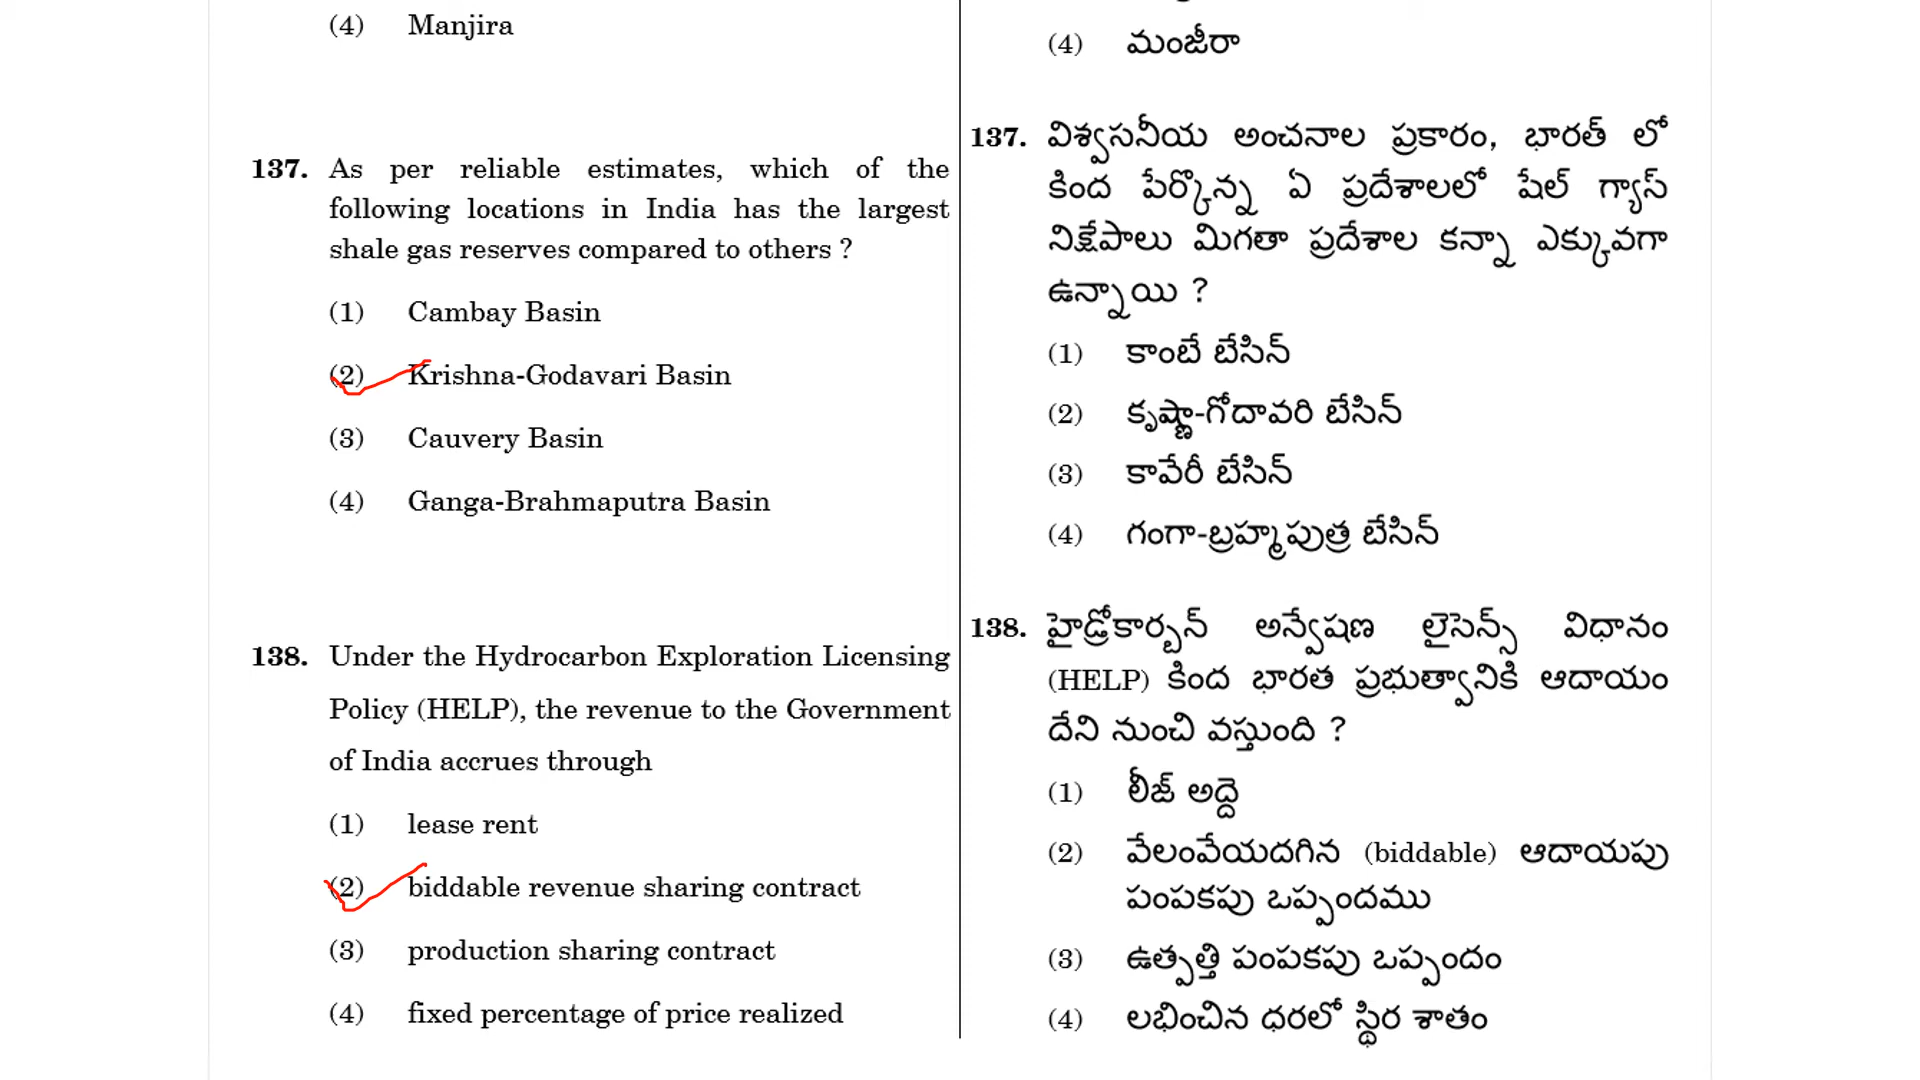 (4) Manjira
137. As per reliable estimates, which of the
following locations in India has the largest
shale gas reserves compared to others ?
(1) Cambay Basin
(2) Krishna-Godavari Basin
(3) Cauvery Basin
(4) Ganga-Brahmaputra Basin
138. Under the Hydrocarbon Exploration Licensing
Policy (HELP), the revenue to the Government
of India accrues through
(1) lease rent
(2) biddable revenue sharing contract
(3) production sharing contract
(4) fixed percentage of price realized
(4) మంజీరా
137. విశ్వసనీయ అంచనాల ప్రకారం, భారత్ లో
కింద పేర్కొన్న ఏ ప్రదేశాలలో షేల్ గ్యాస్
నిక్షేపాలు మిగతా ప్రదేశాల కన్నా ఎక్కువగా
ఉన్నాయి ?
(1) కాంబే బేసిన్
(2) కృష్ణా-గోదావరి బేసిన్
(3) కావేరీ బేసిన్
(4) గంగా-బ్రహ్మపుత్ర బేసిన్
138. హైడ్రోకార్బన్ అన్వేషణ లైసెన్స్ విధానం
(HELP) కింద భారత ప్రభుత్వానికి ఆదాయం
దేని నుంచి వస్తుంది ?
(1) లీజ్ అద్దె
(2) వేలంవేయదగిన (biddable) ఆదాయపు
పంపకపు ఒప్పందము
(3) ఉత్పత్తి పంపకపు ఒప్పందం
(4) లభించిన ధరలో స్థిర శాతం